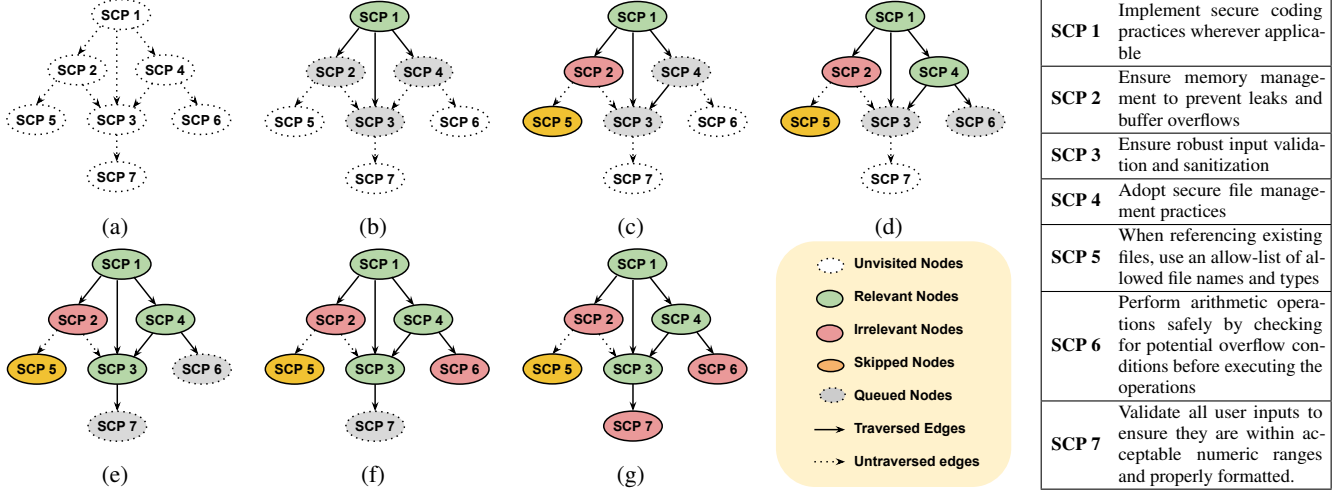 SCP 1
SCP 2
SCP 4
SCP 5
SCP 3
SCP 6
SCP 7
(a)
SCP 1
SCP 2
SCP 4
SCP 5
SCP 3
SCP 6
SCP 7
(b)
SCP 1
SCP 2
SCP 4
SCP 5
SCP 3
SCP 6
SCP 7
(c)
SCP 1
SCP 2
SCP 4
SCP 5
SCP 3
SCP 6
SCP 7
(d)
SCP 1
SCP 2
SCP 4
SCP 5
SCP 3
SCP 6
SCP 7
(e)
SCP 1
SCP 2
SCP 4
SCP 5
SCP 3
SCP 6
SCP 7
(f)
SCP 1
SCP 2
SCP 4
SCP 5
SCP 3
SCP 6
SCP 7
(g)
Unvisited Nodes
Relevant Nodes
Irrelevant Nodes
Skipped Nodes
Queued Nodes
Traversed Edges
Untraversed edges
SCP 1
Implement secure coding
practices wherever applica-
ble
SCP 2
Ensure memory manage-
ment to prevent leaks and
buffer overflows
SCP 3
Ensure robust input valida-
tion and sanitization
SCP 4
Adopt secure file manage-
ment practices
SCP 5
When referencing existing
files, use an allow-list of al-
lowed file names and types
SCP 6
Perform arithmetic opera-
tions safely by checking
for potential overflow con-
ditions before executing the
operations
SCP 7
Validate all user inputs to
ensure they are within ac-
ceptable numeric ranges
and properly formatted.